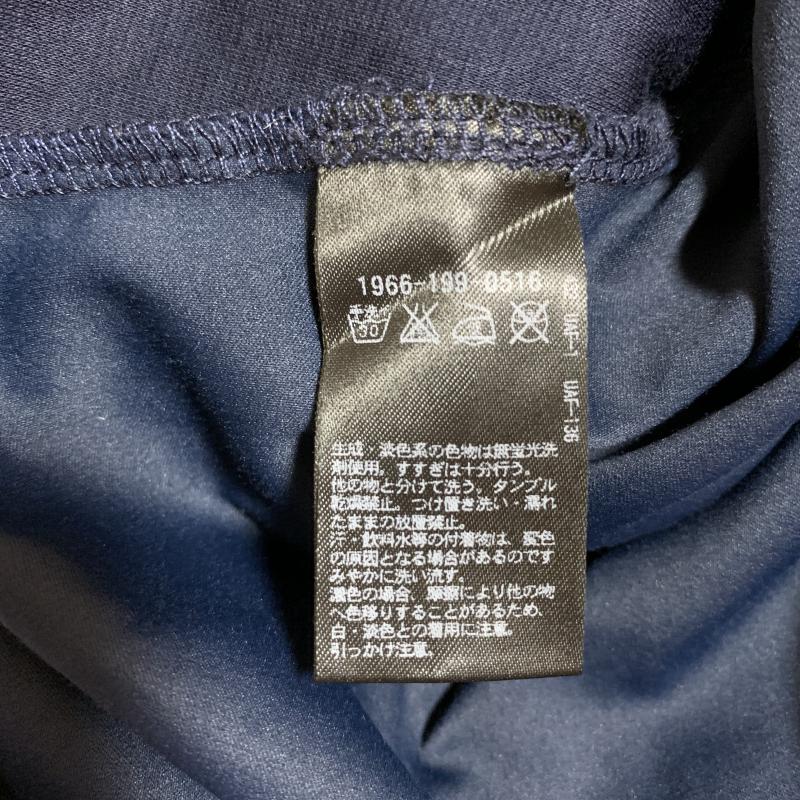 1966-199 0516
手洗イ
30
UAF-1
UAF-136
生成・淡色系の色物は無蛍光洗
剤使用。すすぎは十分行う。
他の物と分けて洗う、タンブル
乾燥禁止。つけ置き洗い・濡れ
たままの放置禁止。
汗・飲料水等の付着物は、変色
の原因となる場合があるのです
みやかに洗い流す。
濃色の場合、摩擦により他の物
へ色移りすることがあるため、
白・淡色との着用に注意。
引っかけ注意。